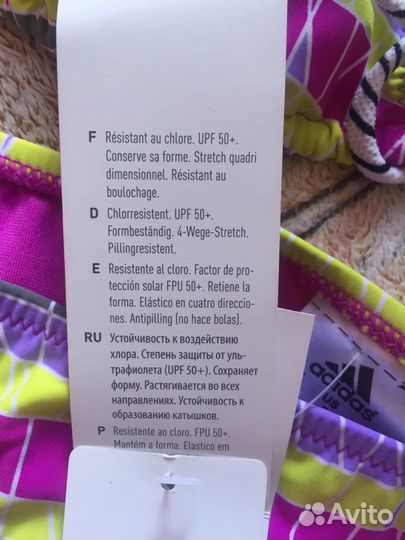 F Résistant au chlore. UPF 50+.
Conserve sa forme. Stretch quadri
dimensionnel. Résistant au
boulochage.
D Chlorresistent. UPF 50+.
Formbeständig. 4-Wege-Stretch.
Pillingresistent.
E Resistente al cloro. Factor de pro-
tección solar FPU 50+. Retiene la
forma. Elástico en cuatro direccio-
nes. Antipilling (no hace bolas).
RU Устойчивость к воздействию
хлора. Степень защиты от уль-
трафиолета (UPF 50+). Сохраняет
форму. Растягивается во всех
направлениях. Устойчивость к
образованию катышков.
P Resistente ao cloro. FPU 50+.
Mantém a forma. Elastico em
adidas
US
Avito